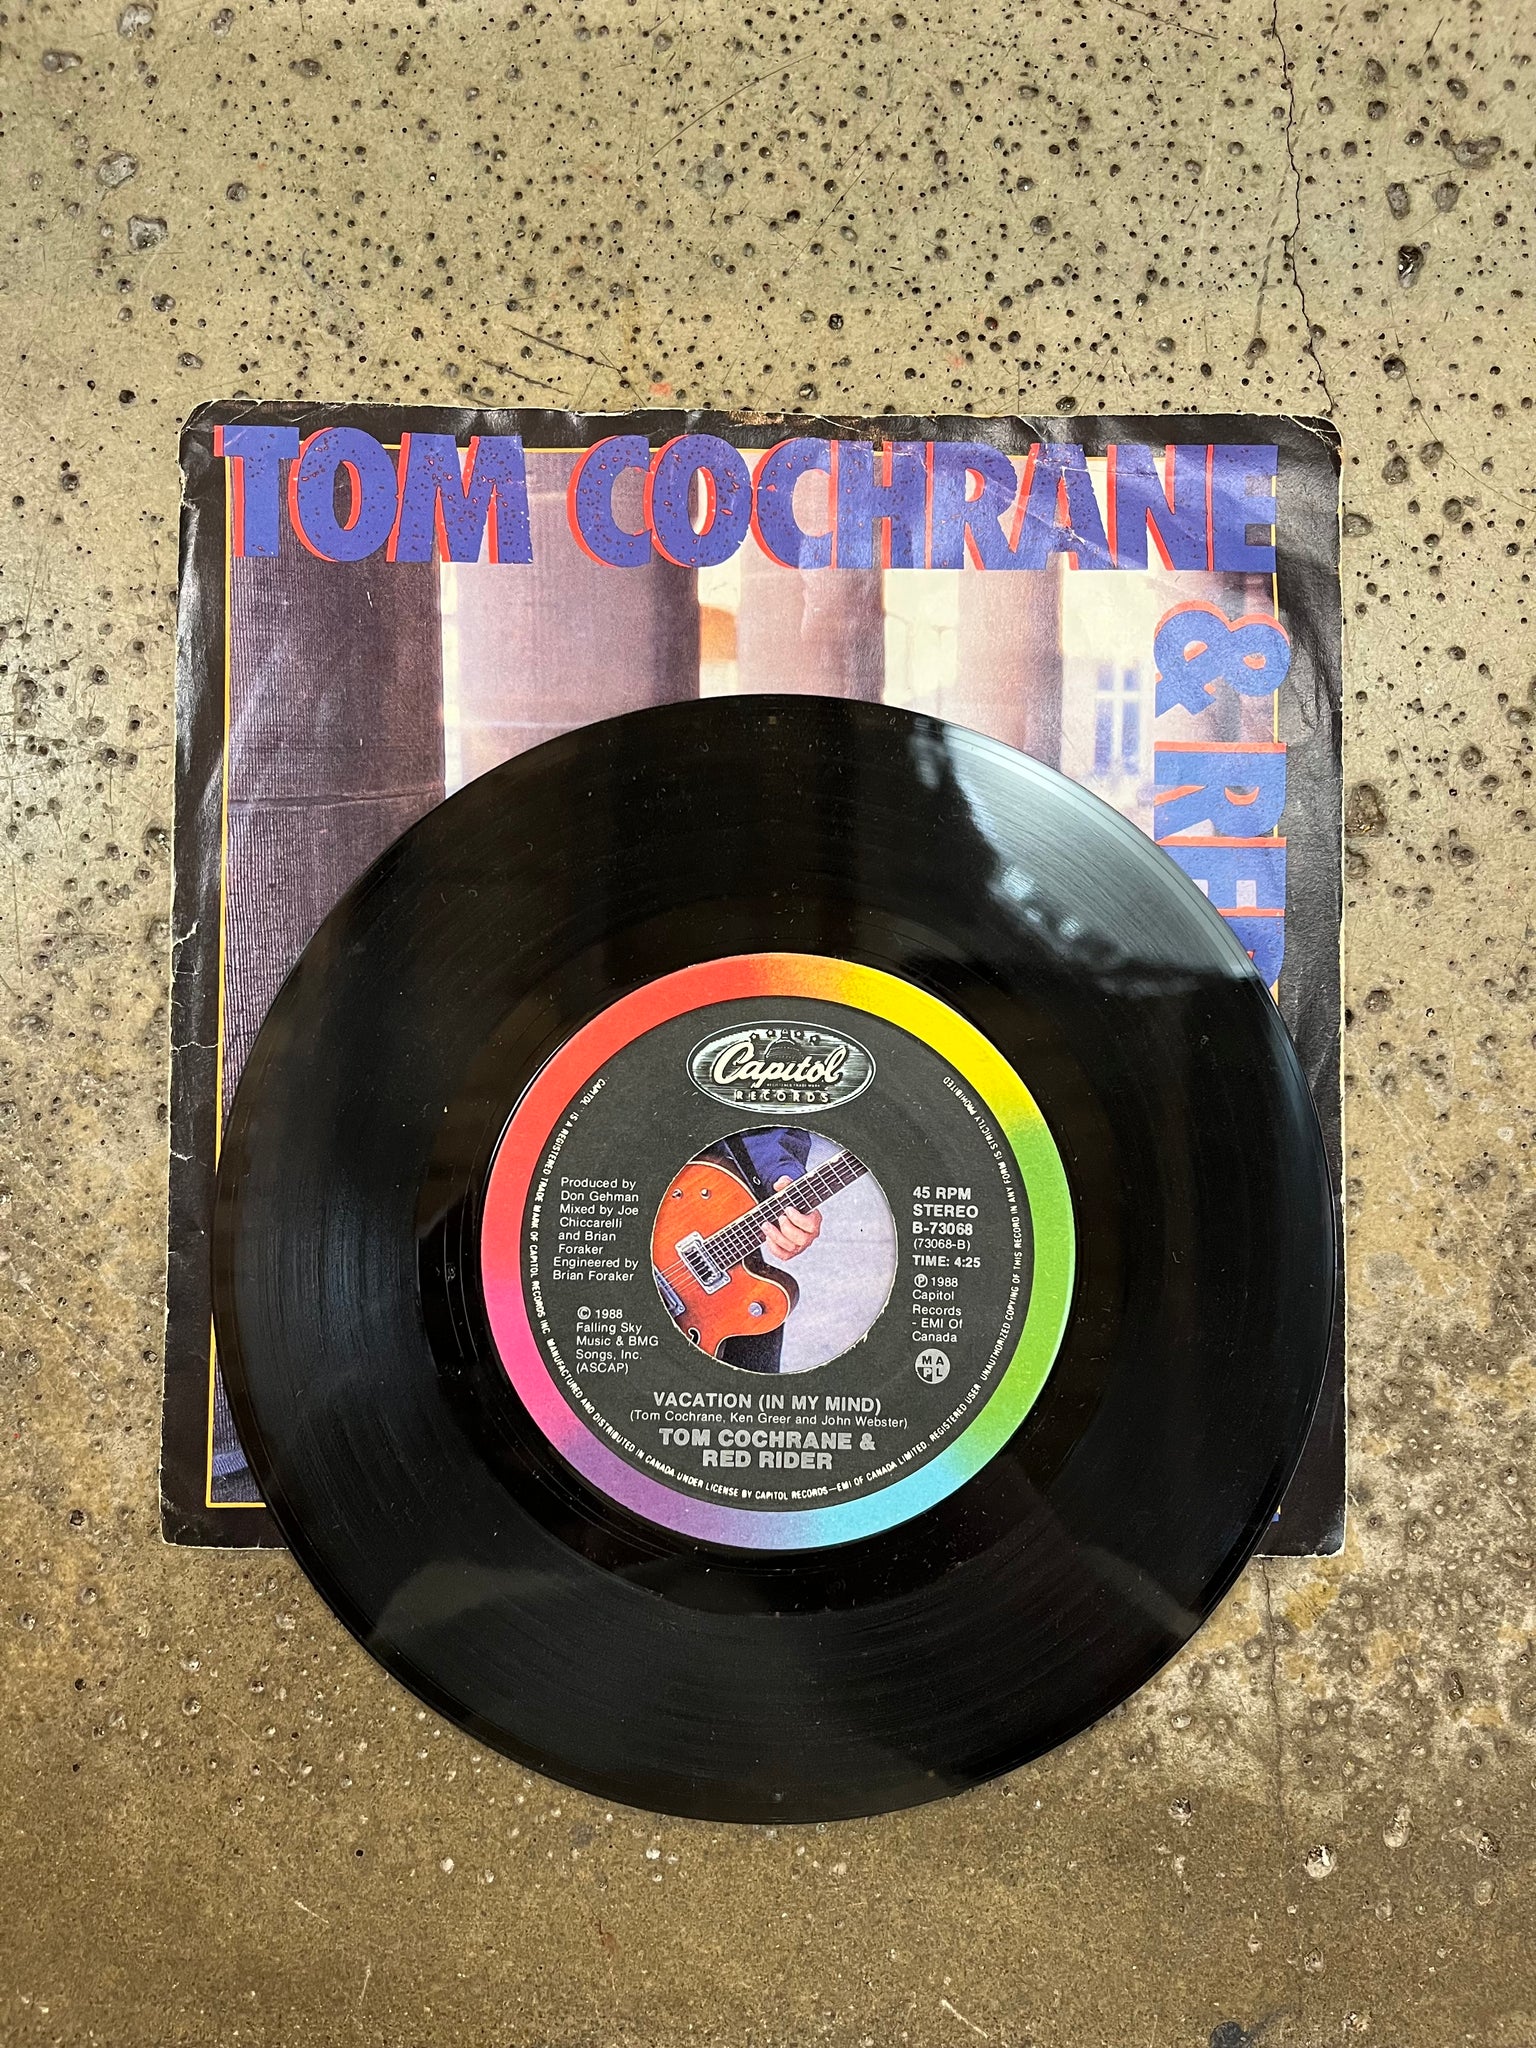 TOM COCHRANE
& RED
Capitol
RECORDS
Produced by
Don Gehman
Mixed by Joe
Chiccarelli
and Brian
Foraker
Engineered by
Brian Foraker
© 1988
Falling Sky
Music & BMG
Songs, Inc.
(ASCAP)
45 RPM
STEREO
B-73068
(73068-B)
TIME: 4:25
℗ 1988
Capitol
Records
- EMI Of
Canada
MAPL
VACATION (IN MY MIND)
(Tom Cochrane, Ken Greer and John Webster)
TOM COCHRANE &
RED RIDER
CAPITOL IS A REGISTERED TRADE MARK OF CAPITOL RECORDS INC. MANUFACTURED AND DISTRIBUTED IN CANADA UNDER LICENSE BY CAPITOL RECORDS—EMI OF CANADA LIMITED. REGISTERED USER. UNAUTHORIZED COPYING OF THIS RECORD IN ANY FORM IS STRICTLY PROHIBITED